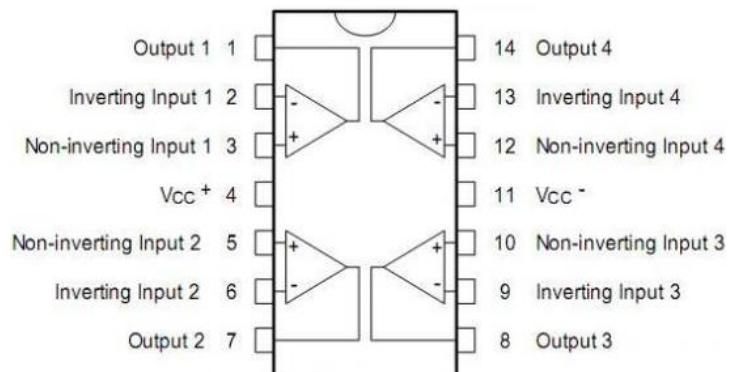 Output 1 1 14 Output 4
Inverting Input 1 2 - - 13 Inverting Input 4
Non-inverting Input 1 3 + + 12 Non-inverting Input 4
Vcc + 4 11 Vcc -
Non-inverting Input 2 5 + + 10 Non-inverting Input 3
Inverting Input 2 6 - - 9 Inverting Input 3
Output 2 7 8 Output 3